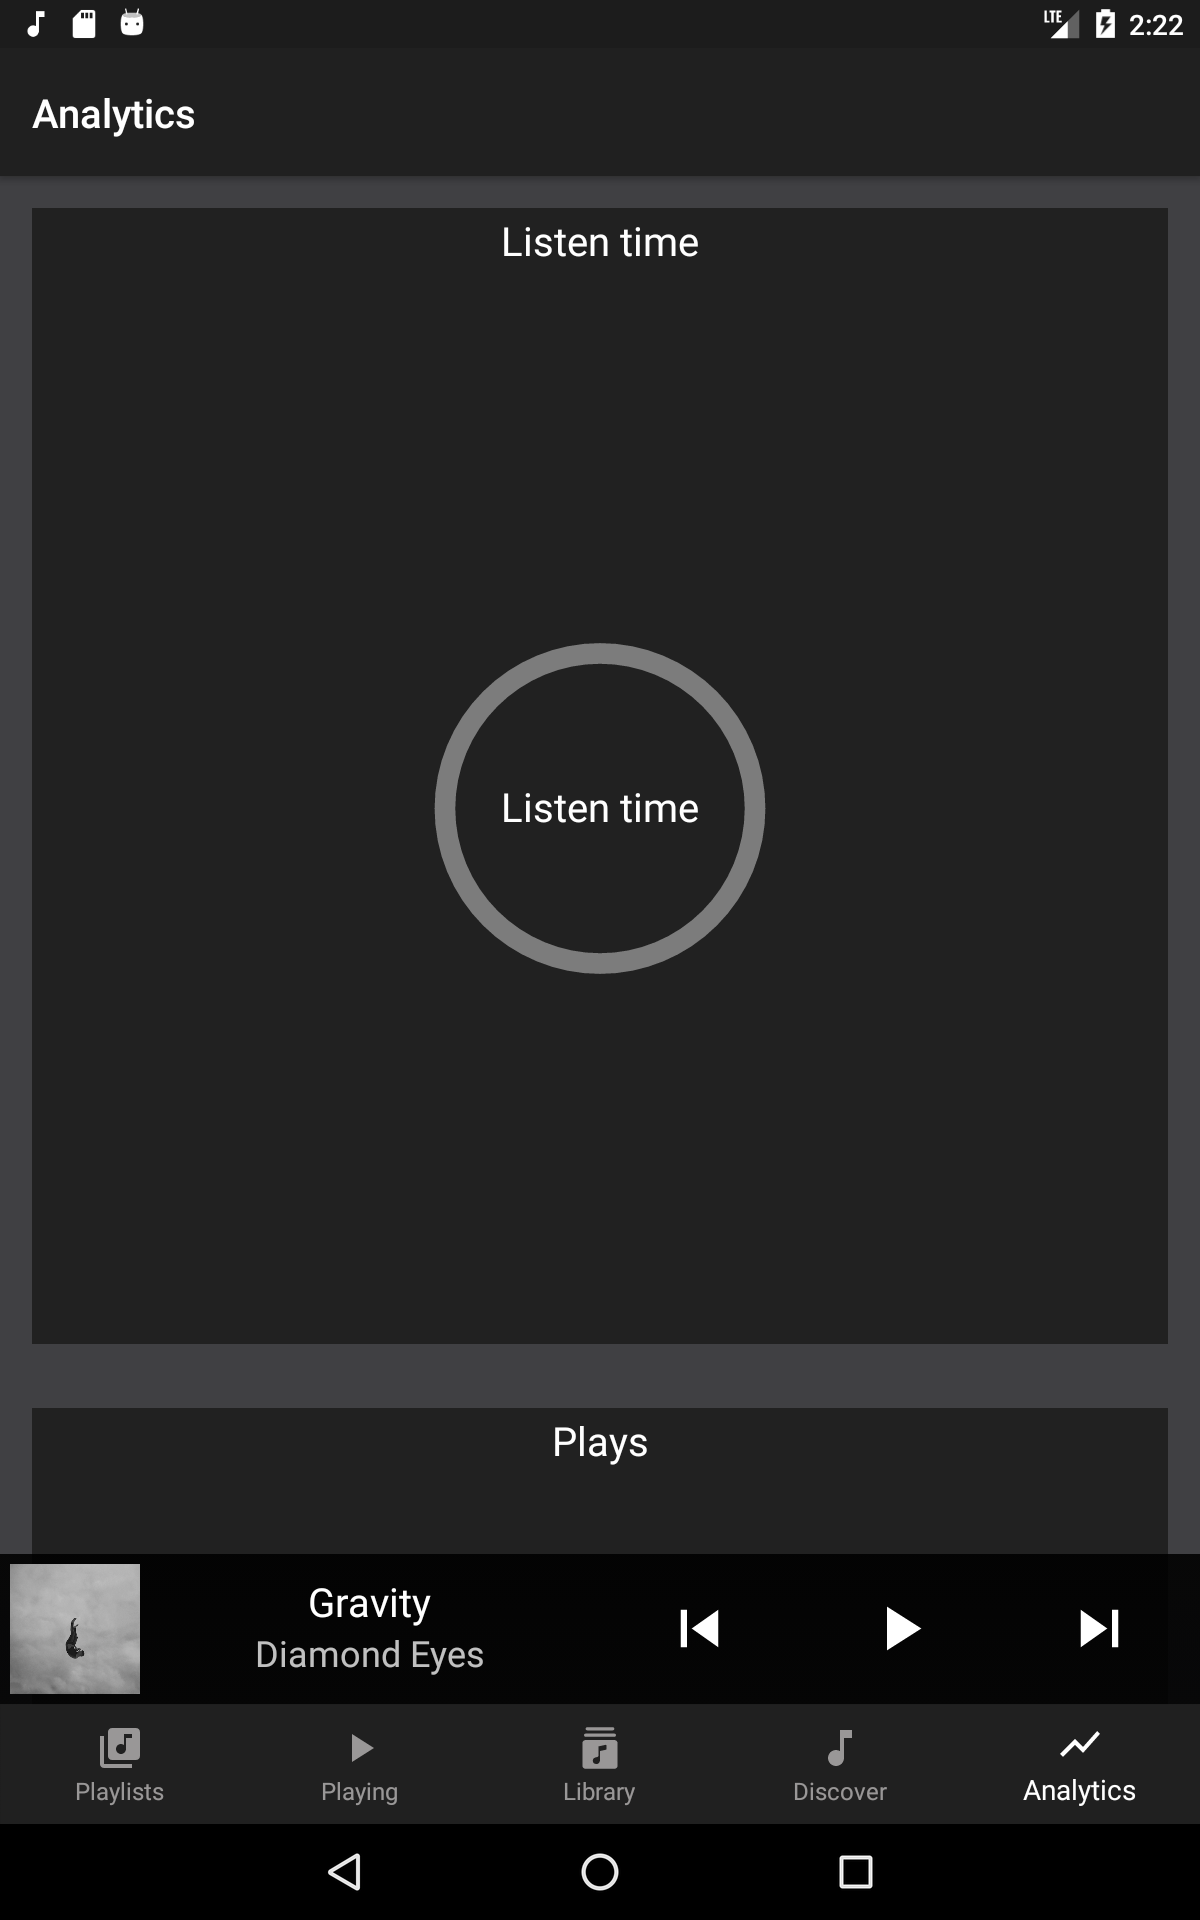 LTE 2:22
Analytics
Listen time
Listen time
Plays
Gravity
Diamond Eyes
Playlists
Playing
Library
Discover
Analytics